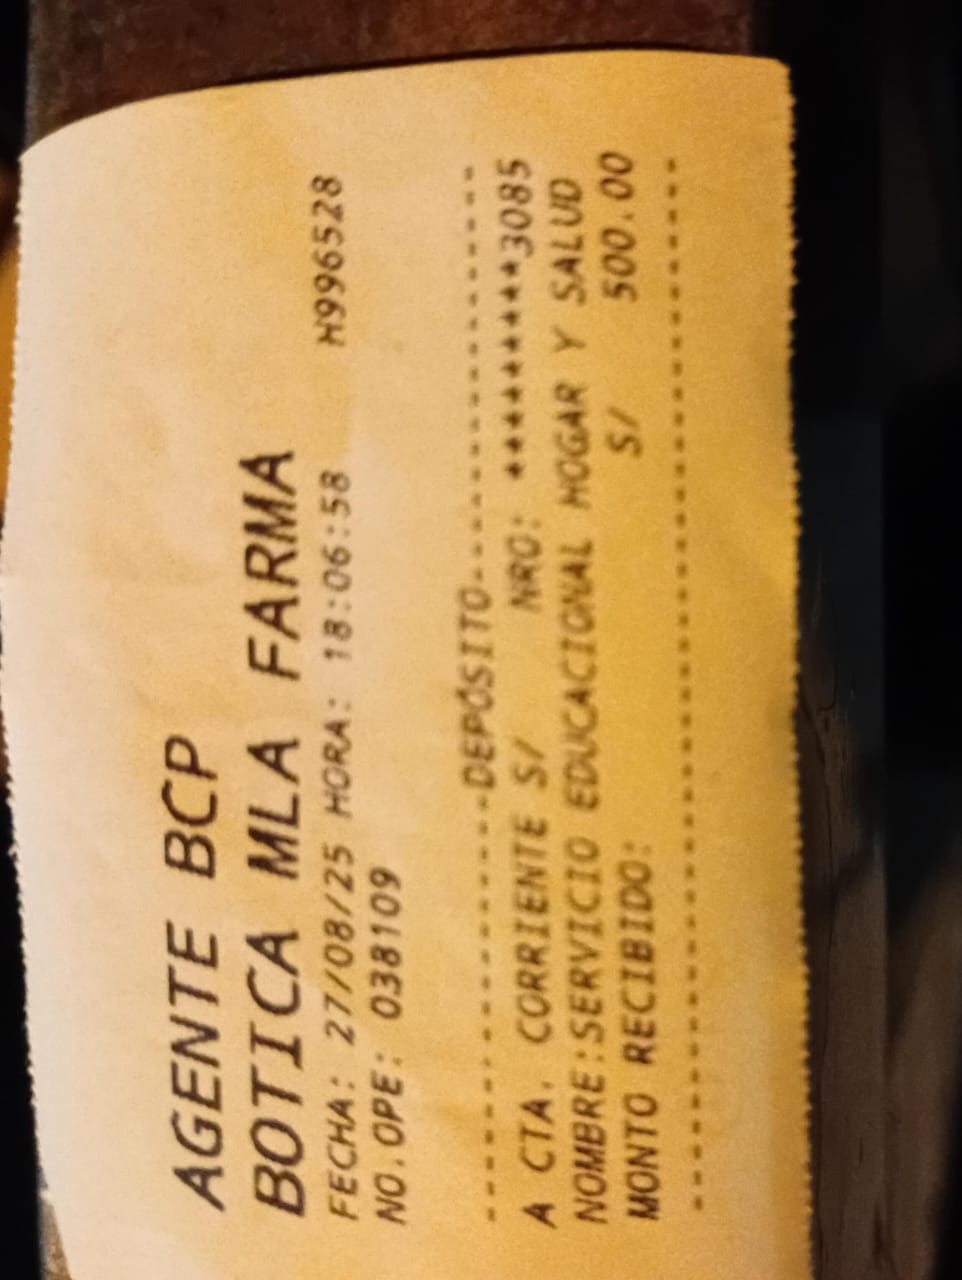 AGENTE BCP
BOTICA MLA FARMA
FECHA: 27/08/25 HORA: 18:06:58 H996528
NO.OPE: 038109
--------------DEPÓSITO--------------
A CTA. CORRIENTE S/ NRO: *********3085
NOMBRE:SERVICIO EDUCACIONAL HOGAR Y SALUD
MONTO RECIBIDO: S/ 500.00